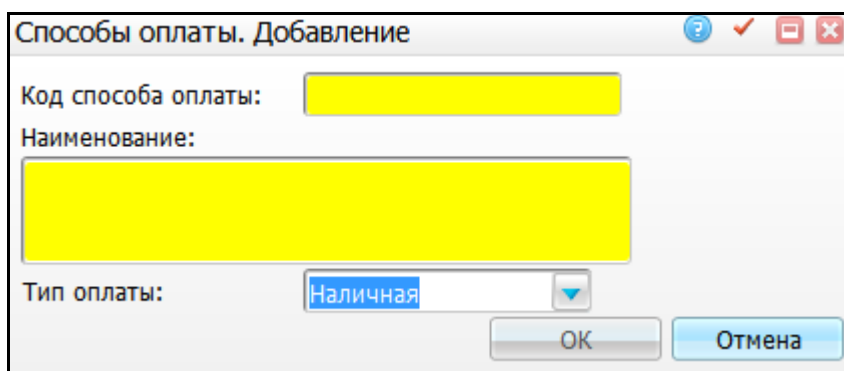 Способы оплаты. Добавление
Код способа оплаты:
Наименование:
Тип оплаты: Наличная
ОК Отмена